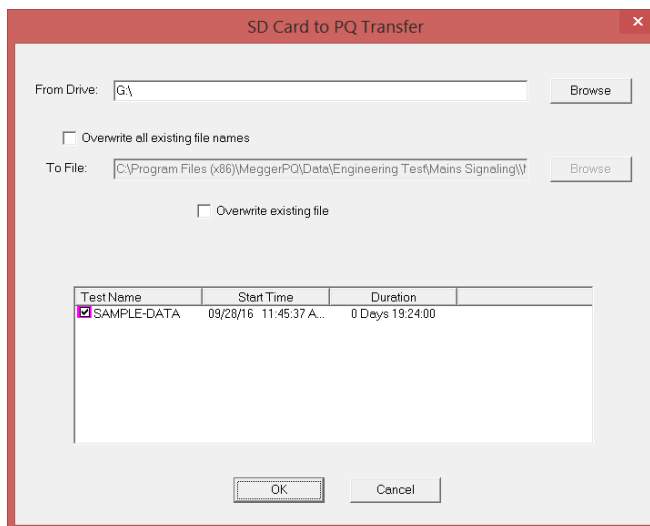 SD Card to PQ Transfer
From Drive: G:\ Browse
Overwrite all existing file names
To File: C:\Program Files (x86)\MeggerPQ\Data\Engineering Test\Mains Signaling\\ Browse
Overwrite existing file
Test Name Start Time Duration
SAMPLE-DATA 09/28/16 11:45:37 A... 0 Days 19:24:00
OK Cancel